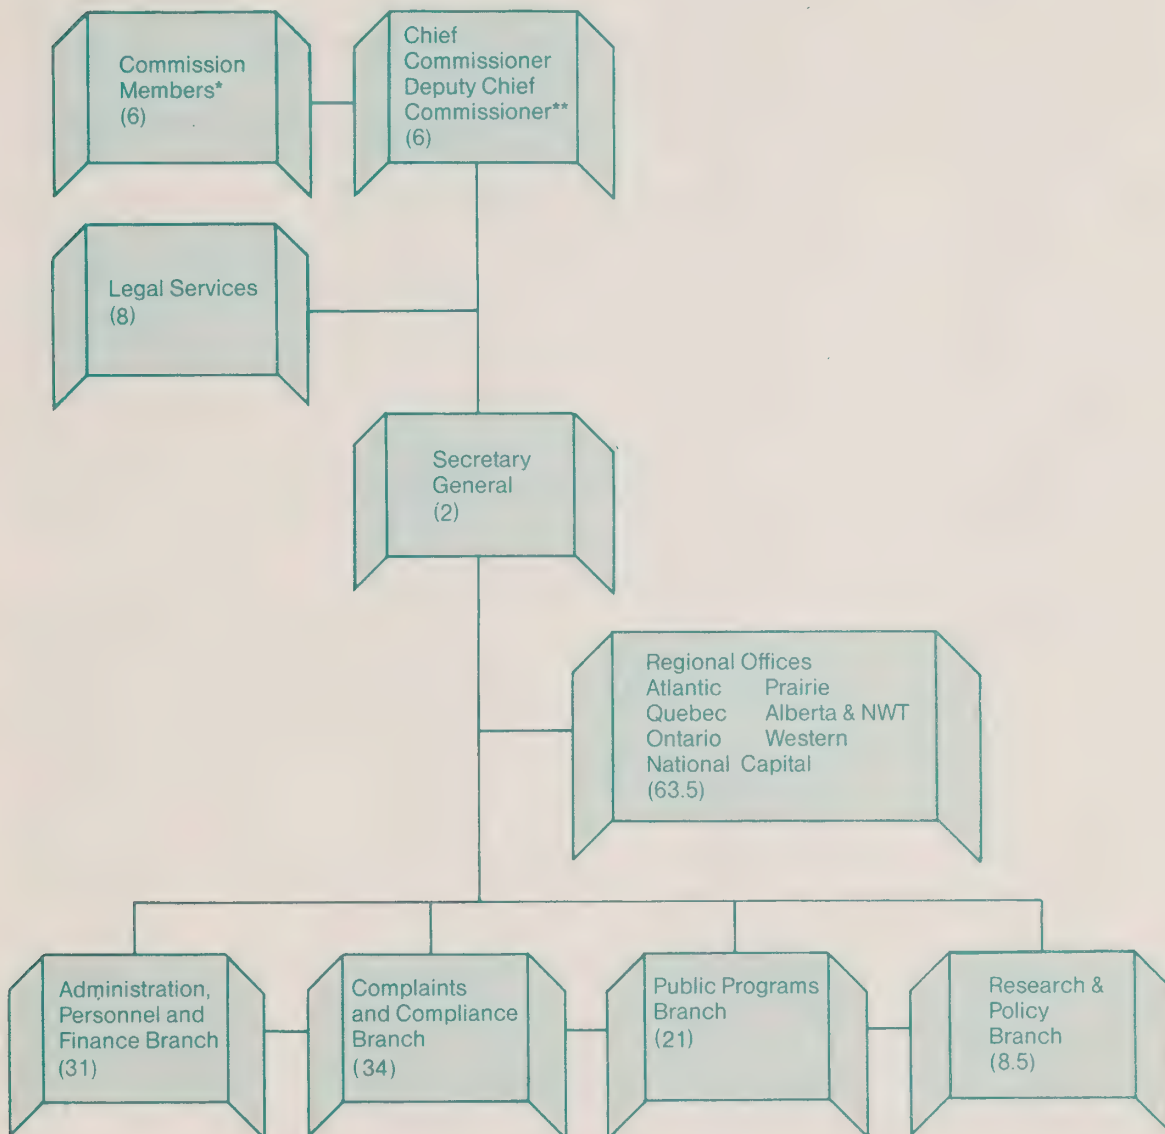 Commission
Members*
(6)
Chief
Commissioner
Deputy Chief
Commissioner**
(6)
Legal Services
(8)
Secretary
General
(2)
Regional Offices
Atlantic Prairie
Quebec Alberta & NWT
Ontario Western
National Capital
(63.5)
Administration,
Personnel and
Finance Branch
(31)
Complaints
and Compliance
Branch
(34)
Public Programs
Branch
(21)
Research &
Policy
Branch
(8.5)